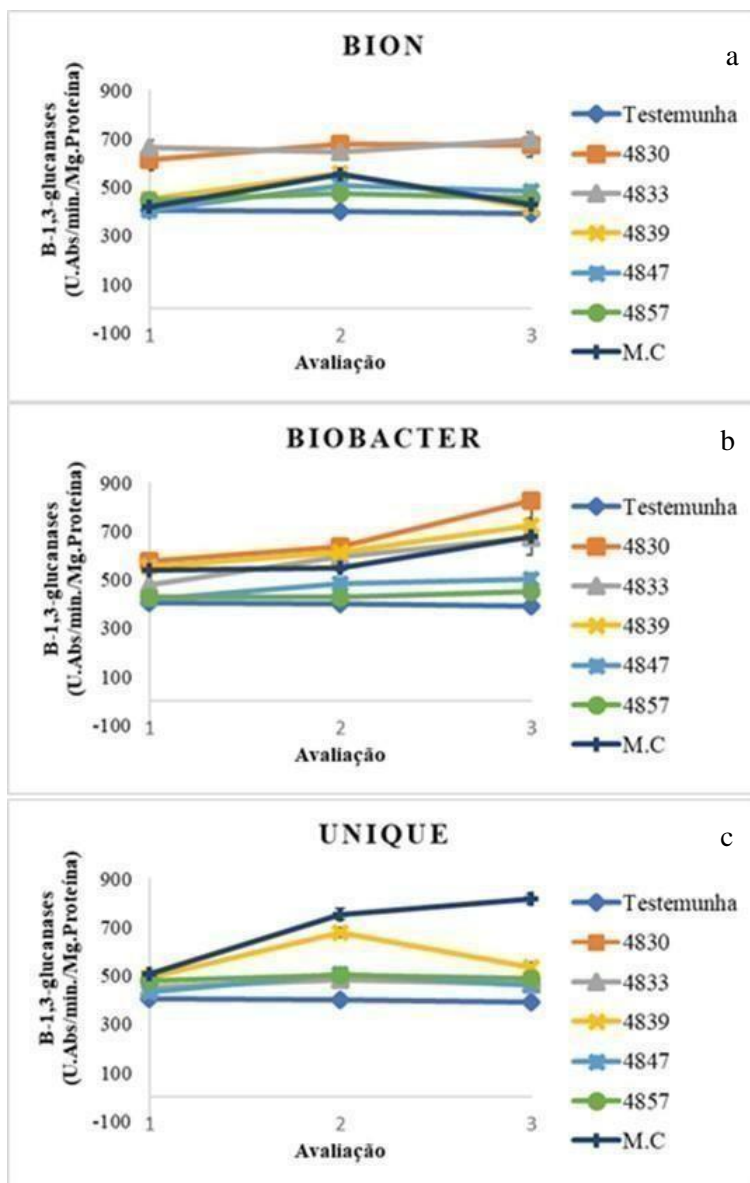 BION
a
B-1,3-glucanases
(U.Abs/min./Mg.Proteína)
900
700
500
300
100
-100
1 2 3
Avaliação
Testemunha
4830
4833
4839
4847
4857
M.C
BIOBACTER
b
B-1,3-glucanases
(U.Abs/min./Mg.Proteína)
900
700
500
300
100
-100
1 2 3
Avaliação
Testemunha
4830
4833
4839
4847
4857
M.C
UNIQUE
c
B-1,3-glucanases
(U.Abs/min./Mg.Proteína)
900
700
500
300
100
-100
1 2 3
Avaliação
Testemunha
4830
4833
4839
4847
4857
M.C